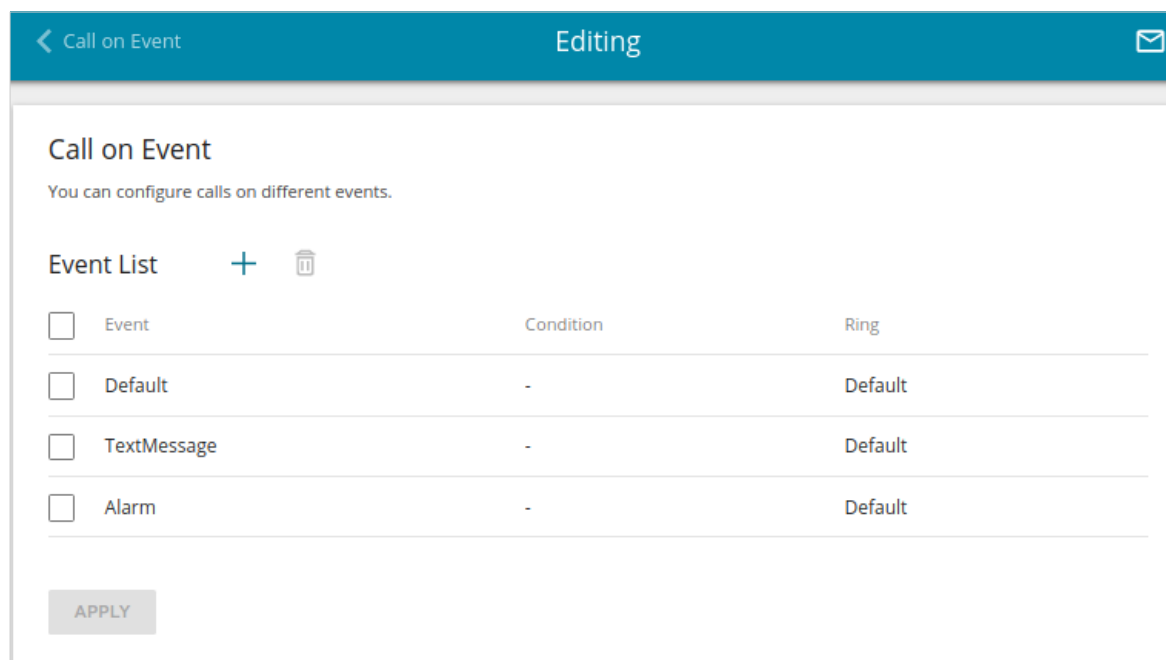 Call on Event Editing
Call on Event
You can configure calls on different events.
Event List
Event Condition Ring
Default - Default
TextMessage - Default
Alarm - Default
APPLY